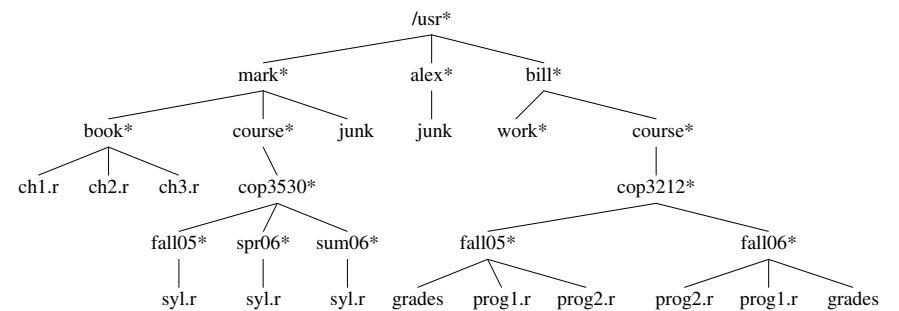 /usr*
mark* alex* bill*
book* course* junk junk work* course*
ch1.r ch2.r ch3.r cop3530* cop3212*
fall05* spr06* sum06* fall05* fall06*
syl.r syl.r syl.r grades prog1.r prog2.r prog2.r prog1.r grades